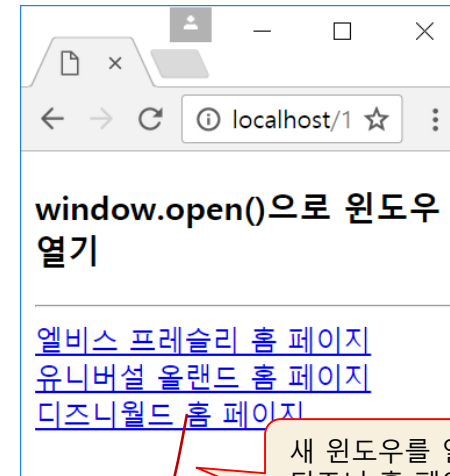 localhost/1
window.open()으로 윈도우
열기
엘비스 프레슬리 홈 페이지
유니버설 올랜드 홈 페이지
디즈니월드 홈 페이지
새 윈도우를